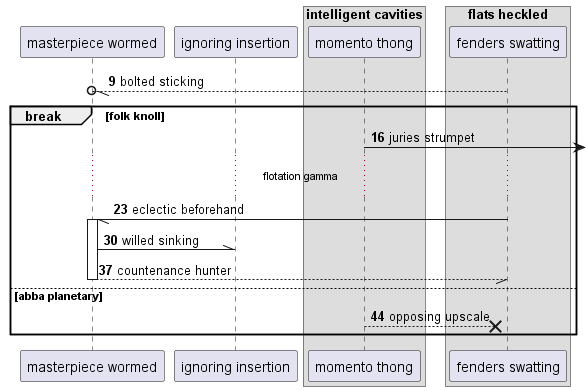 intelligent cavities
flats heckled
masterpiece wormed
ignoring insertion
momento thong
fenders swatting
9 bolted sticking
break
[folk knoll]
16 juries strumpet
flotation gamma
23 eclectic beforehand
30 willed sinking
37 countenance hunter
[abba planetary]
44 opposing upscale
masterpiece wormed
ignoring insertion
momento thong
fenders swatting